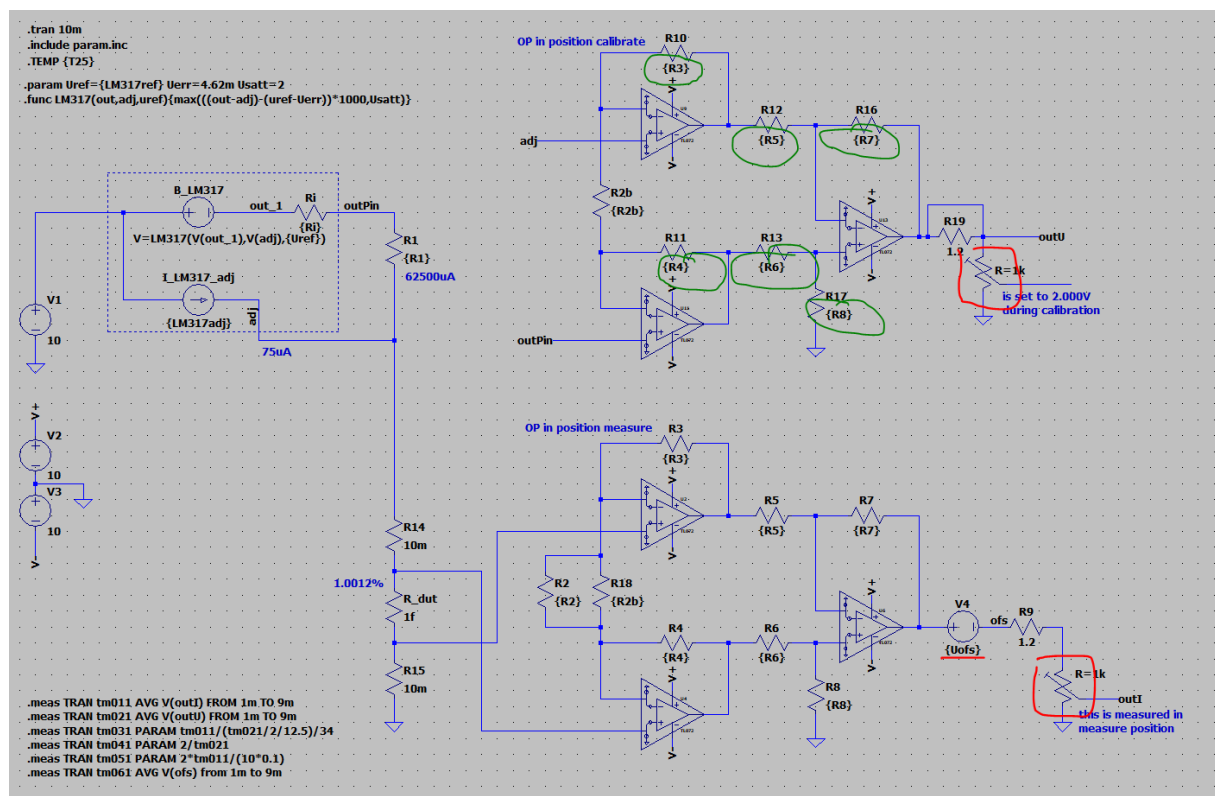 .tran 10m
.include param.inc
.TEMP {T25}
.param Uref={LM317ref} Uerr=4.62m Usatt=2
.func LM317(out,adj,uref){max(((out-adj)-(uref-Uerr))*1000,Usatt)}
OP in position calibrate
R10
{R3}
V+
TL072
V-
adj
R12
{R5}
R16
{R7}
R2b
{R2b}
R11
{R4}
R13
{R6}
V+
TL072
V-
R19
1.2
outU
R=1k
is set to 2.000V
during calibration
R17
{R8}
V+
TL072
V-
outPin
B_LM317
out_1
Ri
{Ri}
outPin
V=LM317(V(out_1),V(adj),{Uref})
I_LM317_adj
{LM317adj}
adj
75uA
R1
{R1}
62500uA
V1
10
V+
V2
10
V3
10
V-
R14
10m
1.0012%
R_dut
1f
R15
10m
OP in position measure
R3
{R3}
V+
TL072
V-
R5
{R5}
R7
{R7}
R2
{R2}
R18
{R2b}
V+
TL072
V-
V4
{Uofs}
ofs
R9
1.2
R4
{R4}
R6
{R6}
V+
TL072
V-
R8
{R8}
R=1k
outI
this is measured in
measure position
.meas TRAN tm011 AVG V(outI) FROM 1m TO 9m
.meas TRAN tm021 AVG V(outU) FROM 1m TO 9m
.meas TRAN tm031 PARAM tm011/(tm021/2/12.5)/34
.meas TRAN tm041 PARAM 2/tm021
.meas TRAN tm051 PARAM 2*tm011/(10*0.1)
.meas TRAN tm061 AVG V(ofs) from 1m to 9m